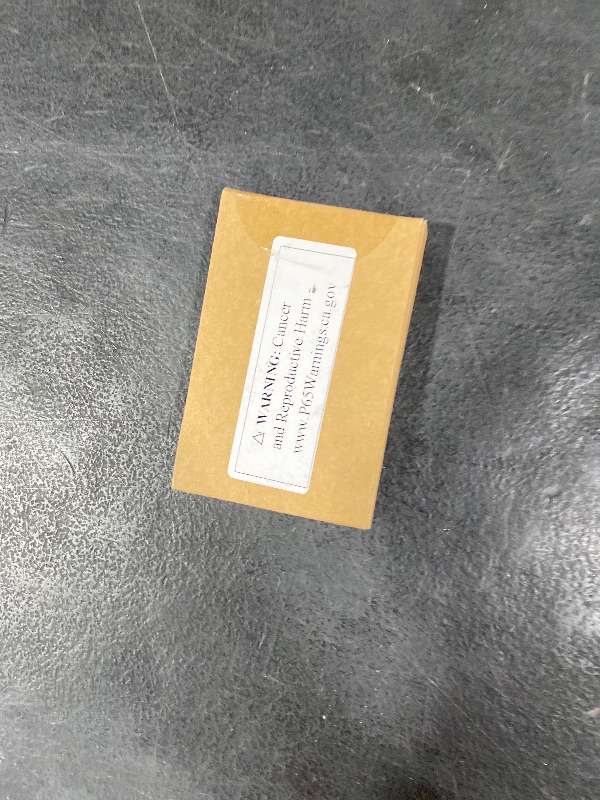 ⚠ WARNING: Cancer
and Reproductive Harm -
www.P65Warnings.ca.gov